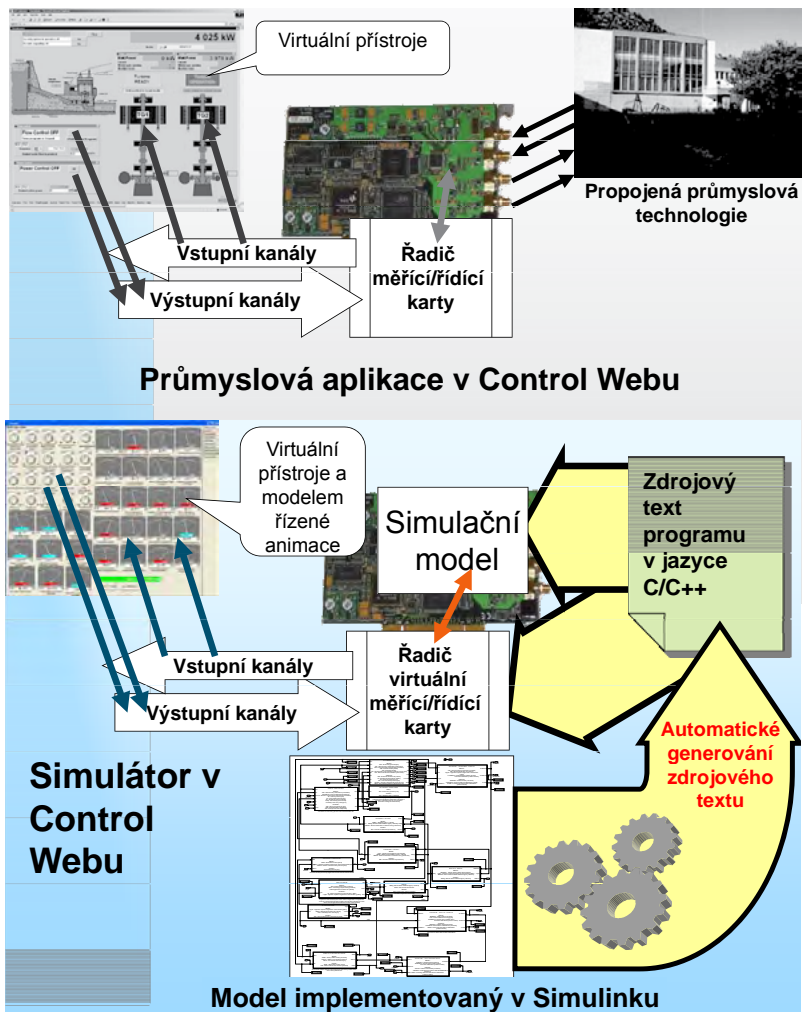 4 025 kW
Virtuální přístroje
Propojená průmyslová
technologie
Vstupní kanály
Výstupní kanály
Řadič
měřící/řídící
karty
Průmyslová aplikace v Control Webu
Virtuální
přístroje a
modelem
řízené
animace
Simulační
model
Zdrojový
text
programu
v jazyce
C/C++
Vstupní kanály
Výstupní kanály
Řadič
virtuální
měřící/řídící
karty
Automatické
generování
zdrojového
textu
Simulátor v
Control
Webu
Model implementovaný v Simulinku